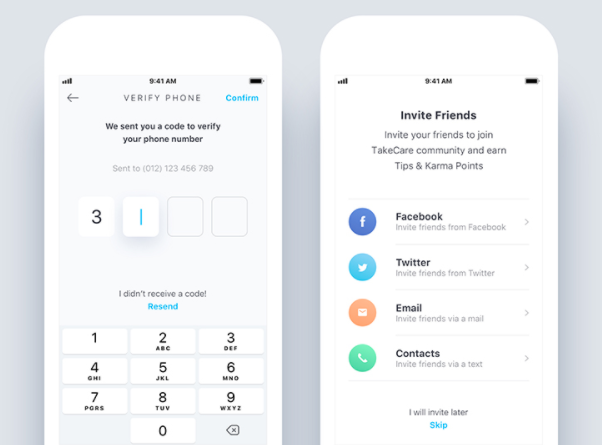 9:41 AM
VERIFY PHONE
Confirm
We sent you a code to verify
your phone number
Sent to (012) 123 456 789
3
I didn't receive a code!
Resend
1
2
ABC
3
DEF
4
GHI
5
JKL
6
MNO
7
PGRS
8
TUV
9
WXYZ
0
9:41 AM
Invite Friends
Invite your friends to join
TakeCare community and earn
Tips & Karma Points
Facebook
Invite friends from Facebook
Twitter
Invite friends from Twitter
Email
Invite friends via a mail
Contacts
Invite friends via a text
I will invite later
Skip